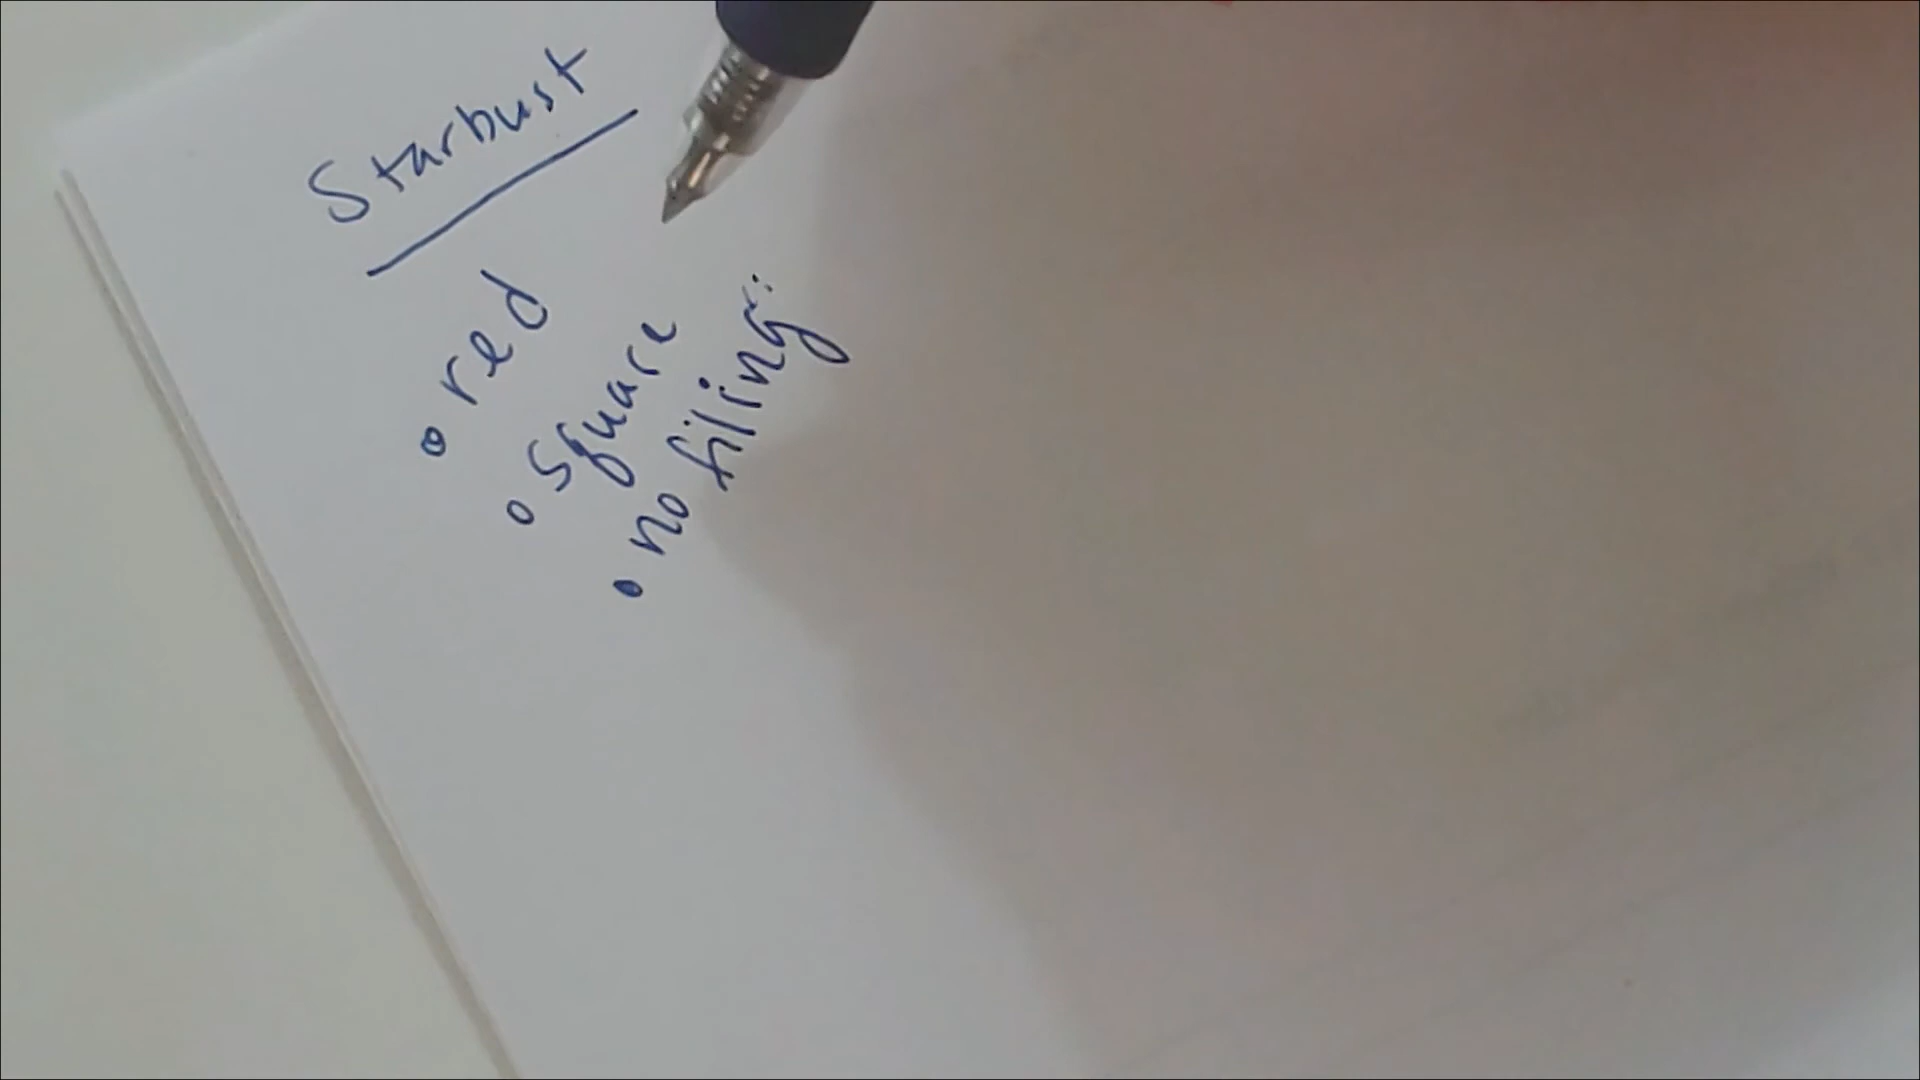 Starbust
• red
• square
• no filing: